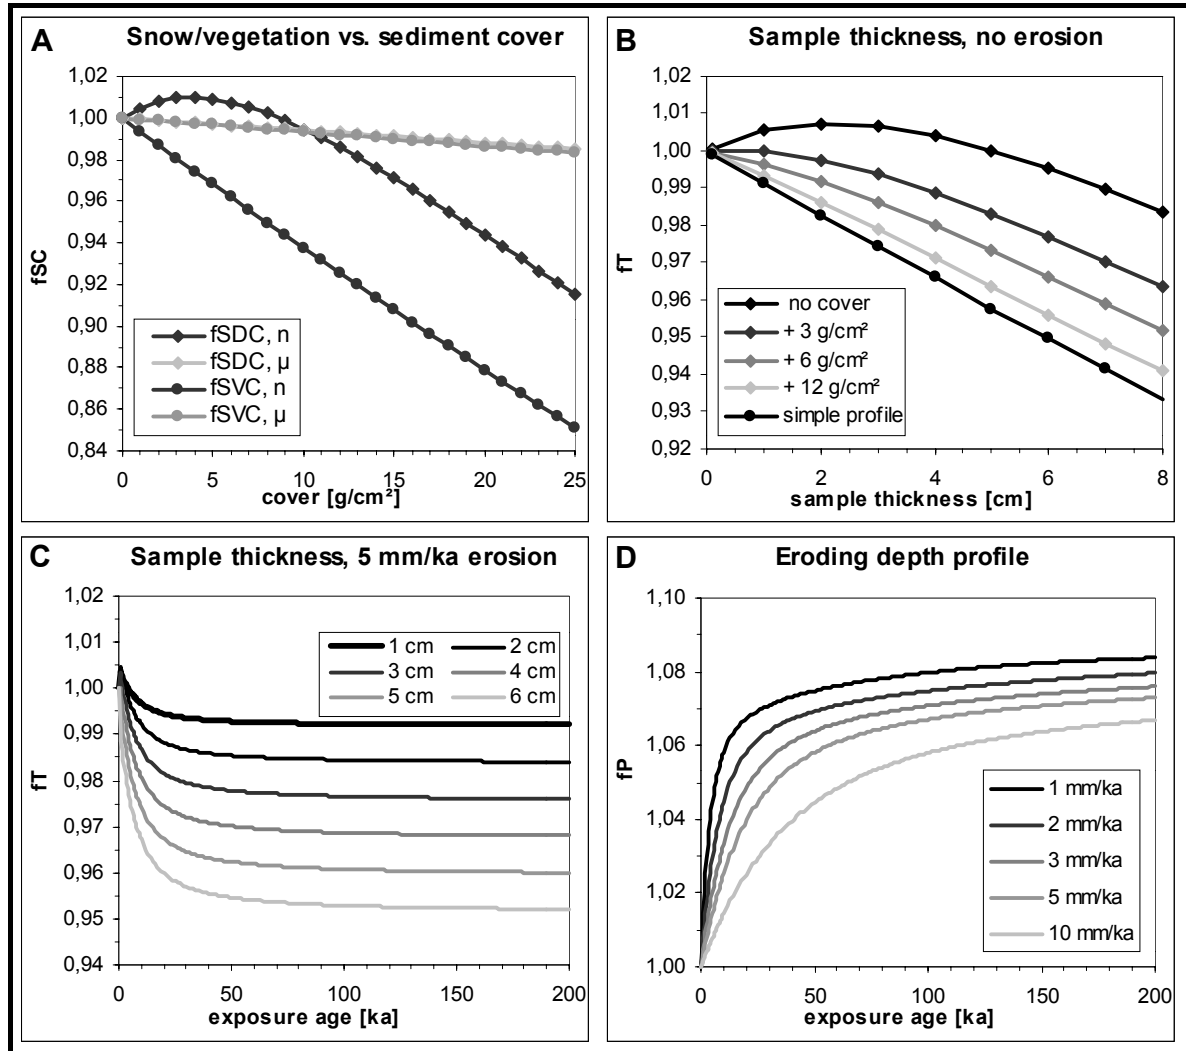 A Snow/vegetation vs. sediment cover
1,02
1,00
0,98
0,96
0,94
0,92
0,90
0,88
0,86
0,84
fSC
fSDC, n
fSDC, µ
fSVC, n
fSVC, µ
0 5 10 15 20 25
cover [g/cm²]
B Sample thickness, no erosion
1,02
1,01
1,00
0,99
0,98
0,97
0,96
0,95
0,94
0,93
0,92
fT
no cover
+ 3 g/cm²
+ 6 g/cm²
+ 12 g/cm²
simple profile
0 2 4 6 8
sample thickness [cm]
C Sample thickness, 5 mm/ka erosion
1,02
1,01
1,00
0,99
0,98
0,97
0,96
0,95
0,94
fT
1 cm 2 cm
3 cm 4 cm
5 cm 6 cm
0 50 100 150 200
exposure age [ka]
D Eroding depth profile
1,10
1,08
1,06
1,04
1,02
1,00
fP
1 mm/ka
2 mm/ka
3 mm/ka
5 mm/ka
10 mm/ka
0 50 100 150 200
exposure age [ka]